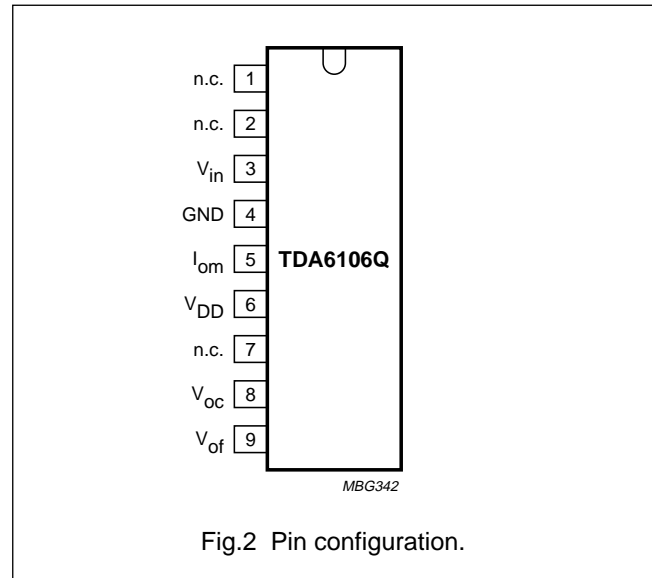 n.c. 1
n.c. 2
Vin 3
GND 4
Iom 5
TDA6106Q
VDD 6
n.c. 7
Voc 8
Vof 9
MBG342
Fig.2 Pin configuration.